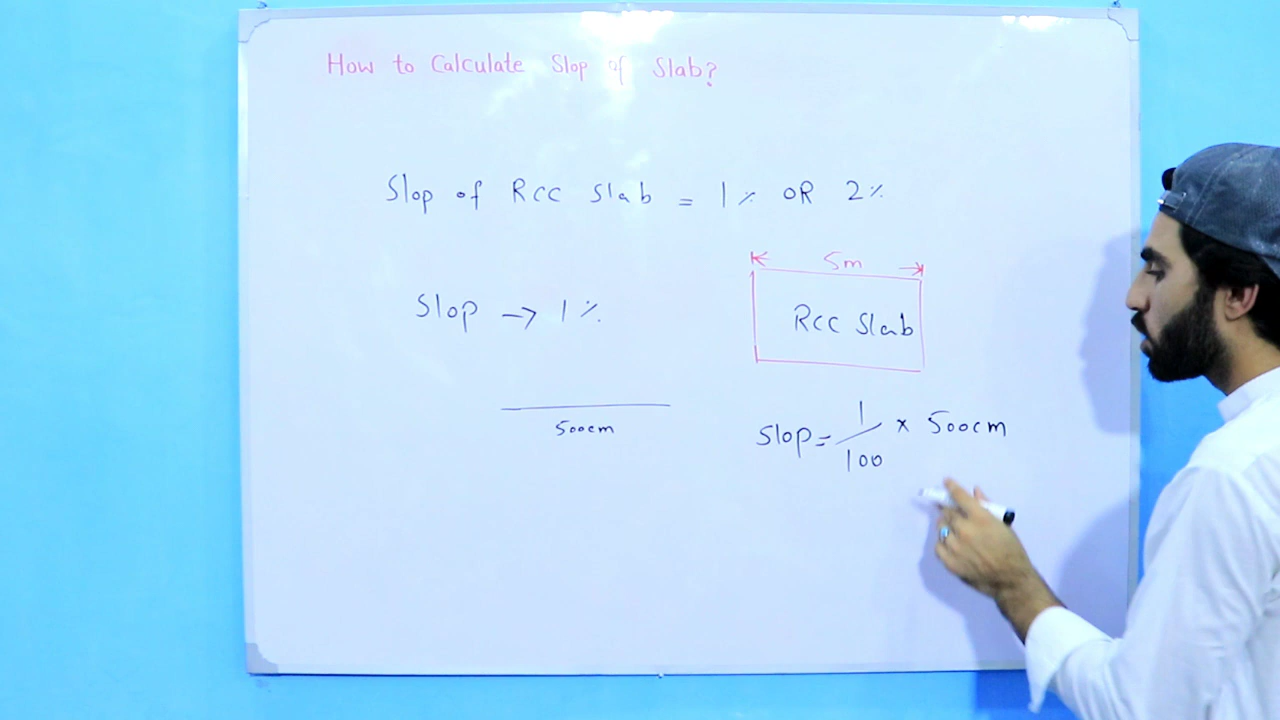 How to Calculate Slop of Slab?
Slop of Rcc Slab = 1% OR 2%
Slop → 1%
5m
Rcc Slab
500cm
Slop = 1/100 × 500cm